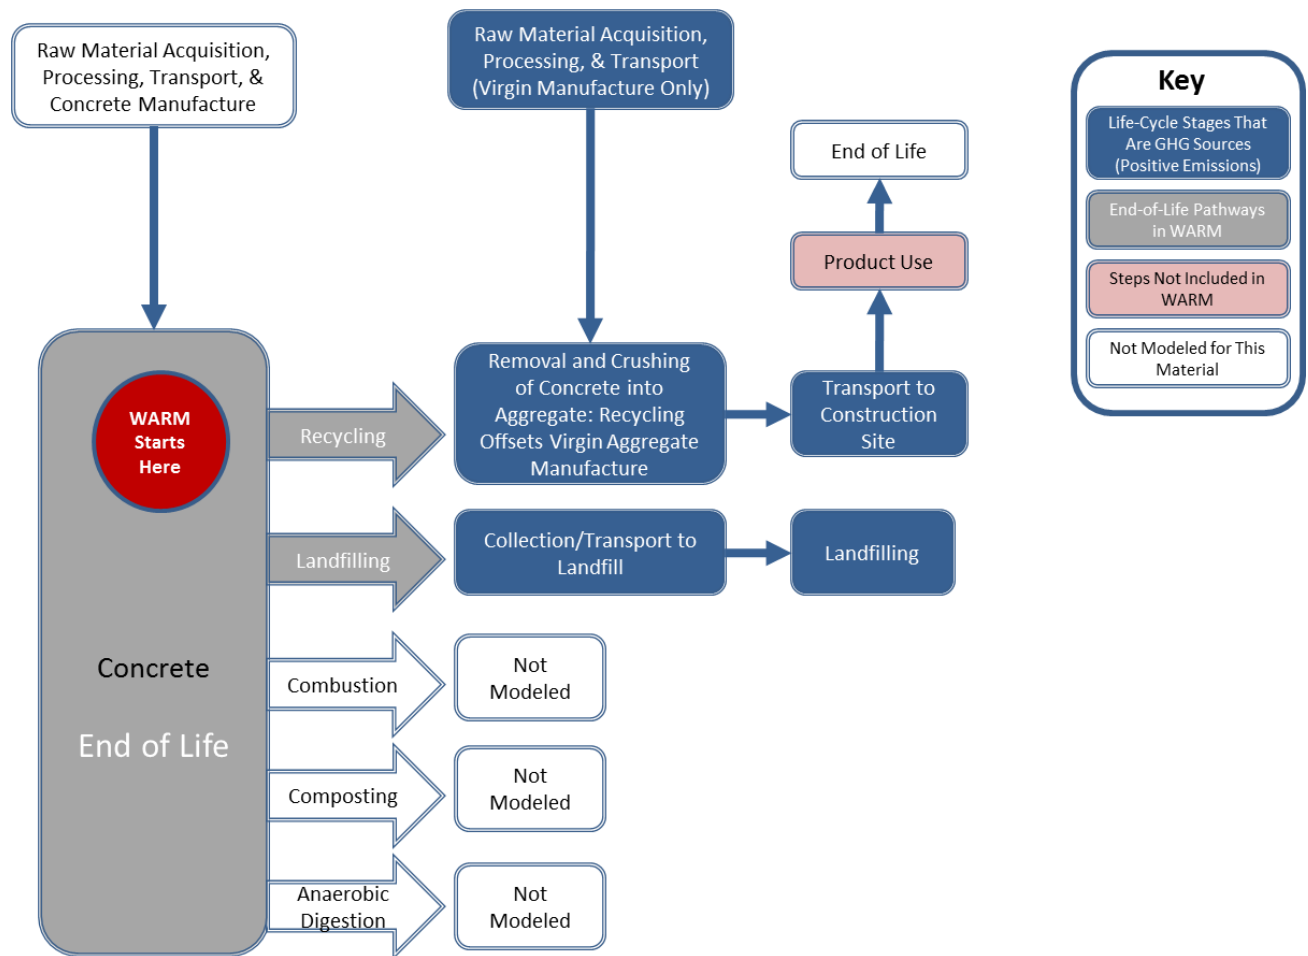 Raw Material Acquisition,
Processing, Transport, &
Concrete Manufacture
Raw Material Acquisition,
Processing, & Transport
(Virgin Manufacture Only)
End of Life
Product Use
Key
Life-Cycle Stages That
Are GHG Sources
(Positive Emissions)
End-of-Life Pathways
in WARM
Steps Not Included in
WARM
Not Modeled for This
Material
WARM
Starts
Here
Recycling
Removal and Crushing
of Concrete into
Aggregate: Recycling
Offsets Virgin Aggregate
Manufacture
Transport to
Construction
Site
Landfilling
Collection/Transport to
Landfill
Landfilling
Concrete
End of Life
Combustion
Not
Modeled
Composting
Not
Modeled
Anaerobic
Digestion
Not
Modeled